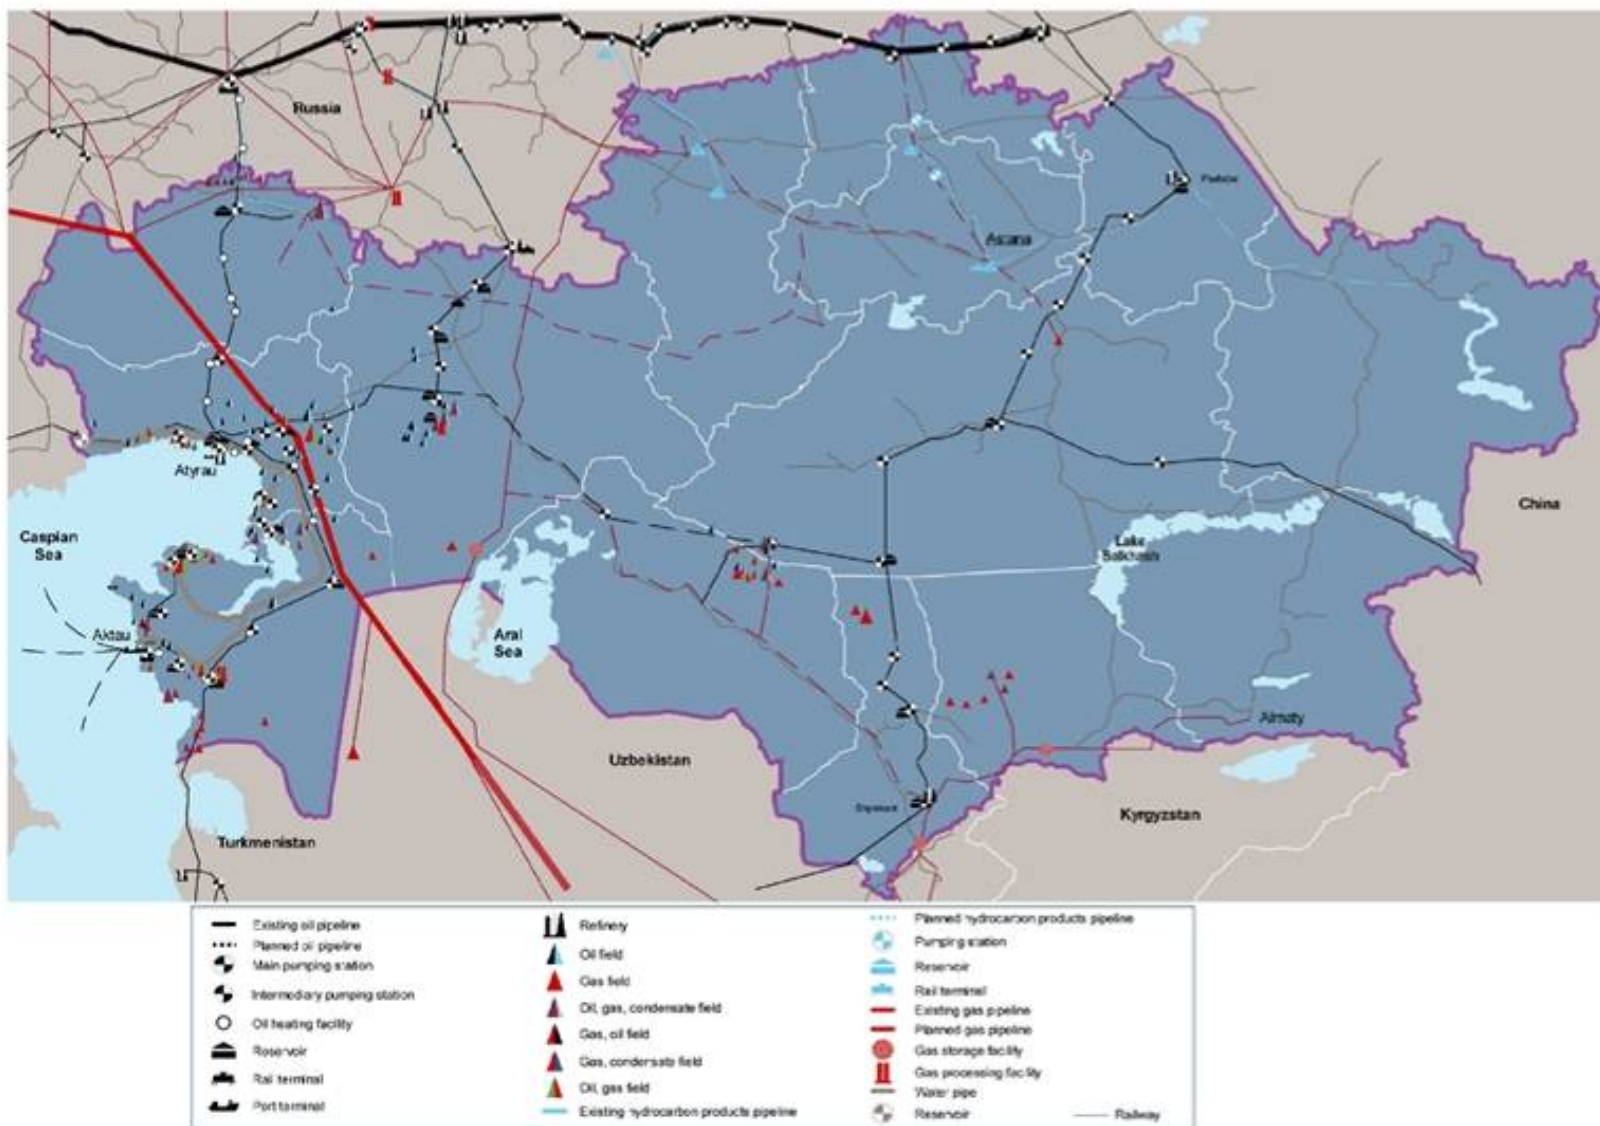 Russia
Pavlodar
Astana
China
Atyrau
Caspian
Sea
Lake
Balkhash
Aktau
Aral
Sea
Almaty
Uzbekistan
Kyrgyzstan
Turkmenistan
Existing oil pipeline
Planned oil pipeline
Main pumping station
Intermediary pumping station
Oil heating facility
Reservoir
Rail terminal
Port terminal
Refinery
Oil field
Gas field
Oil, gas, condensate field
Gas, oil field
Gas, condensate field
Oil, gas field
Existing hydrocarbon products pipeline
Planned hydrocarbon products pipeline
Pumping station
Reservoir
Rail terminal
Existing gas pipeline
Planned gas pipeline
Gas storage facility
Gas processing facility
Water pipe
Reservoir
Railway